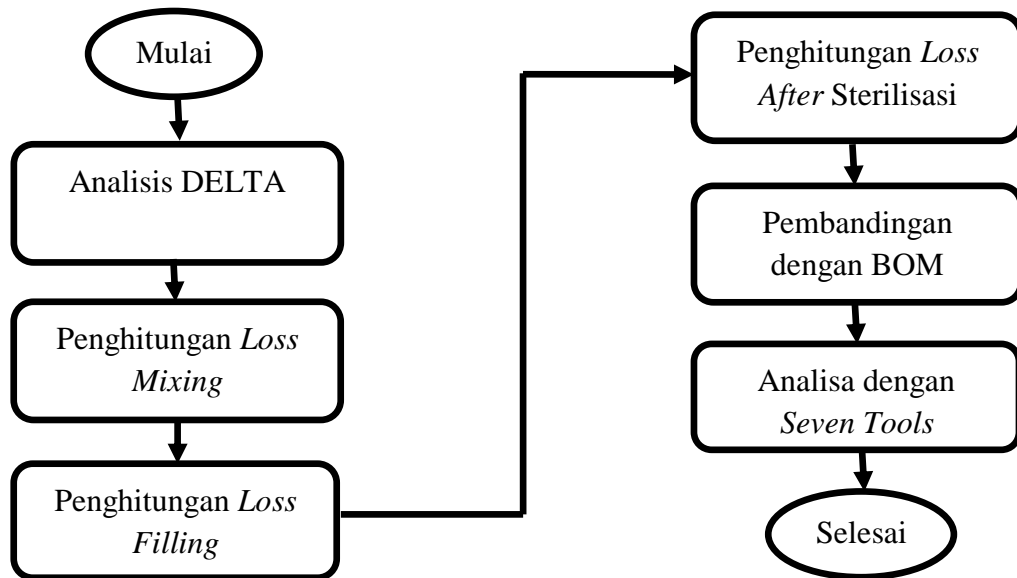 Mulai
Analisis DELTA
Penghitungan Loss
Mixing
Penghitungan Loss
Filling
Penghitungan Loss
After Sterilisasi
Pembandingan
dengan BOM
Analisa dengan
Seven Tools
Selesai